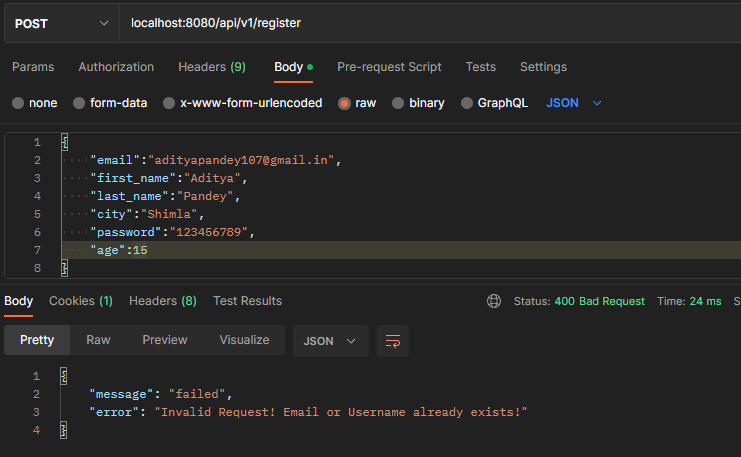 POST localhost:8080/api/v1/register
Params Authorization Headers (9) Body Pre-request Script Tests Settings
none form-data x-www-form-urlencoded raw binary GraphQL JSON
1 {
2 "email":"adityapandey107@gmail.in",
3 "first_name":"Aditya",
4 "last_name":"Pandey",
5 "city":"Shimla",
6 "password":"123456789",
7 "age":15
8 }
Body Cookies (1) Headers (8) Test Results Status: 400 Bad Request Time: 24 ms S
Pretty Raw Preview Visualize JSON
1 {
2 "message": "failed",
3 "error": "Invalid Request! Email or Username already exists!"
4 }